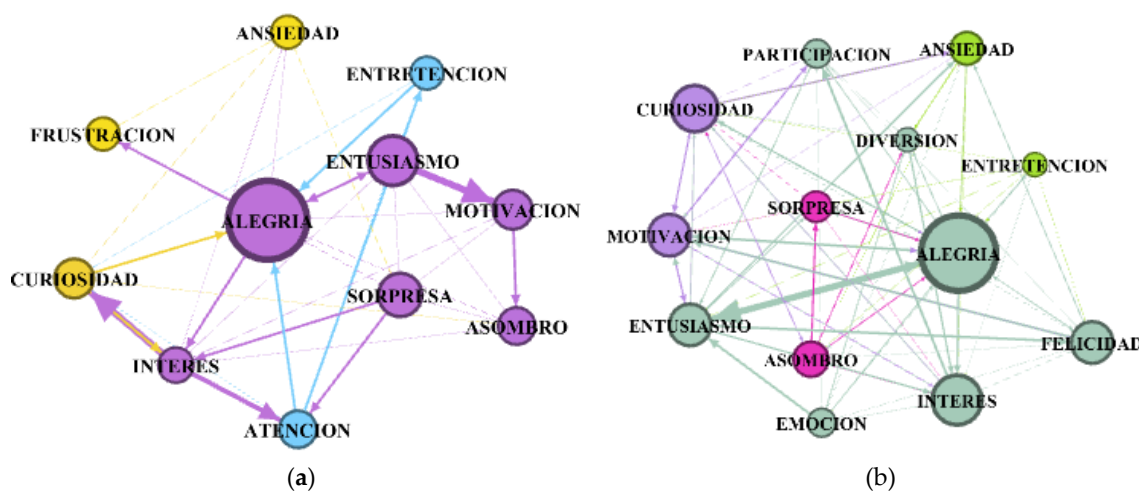 ANSIEDAD
ENTRETENCION
FRUSTRACION
ENTUSIASMO
MOTIVACION
ALEGRIA
CURIOSIDAD
SORPRESA
ASOMBRO
INTERES
ATENCION
(a)
PARTICIPACION
ANSIEDAD
CURIOSIDAD
DIVERSION
ENTRETENCION
SORPRESA
MOTIVACION
ALEGRIA
ENTUSIASMO
FELICIDAD
ASOMBRO
INTERES
EMOCION
(b)